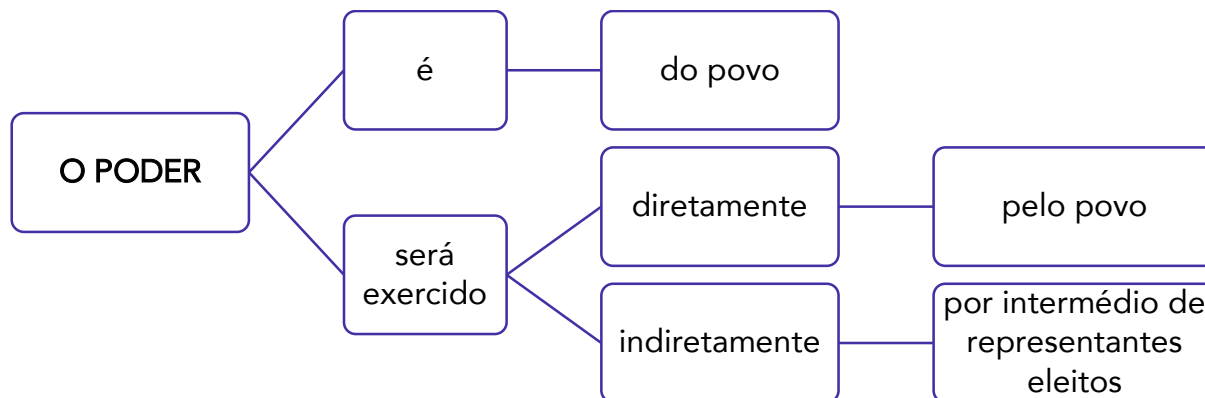 O PODER
é
do povo
será
exercido
diretamente
pelo povo
indiretamente
por intermédio de
representantes
eleitos